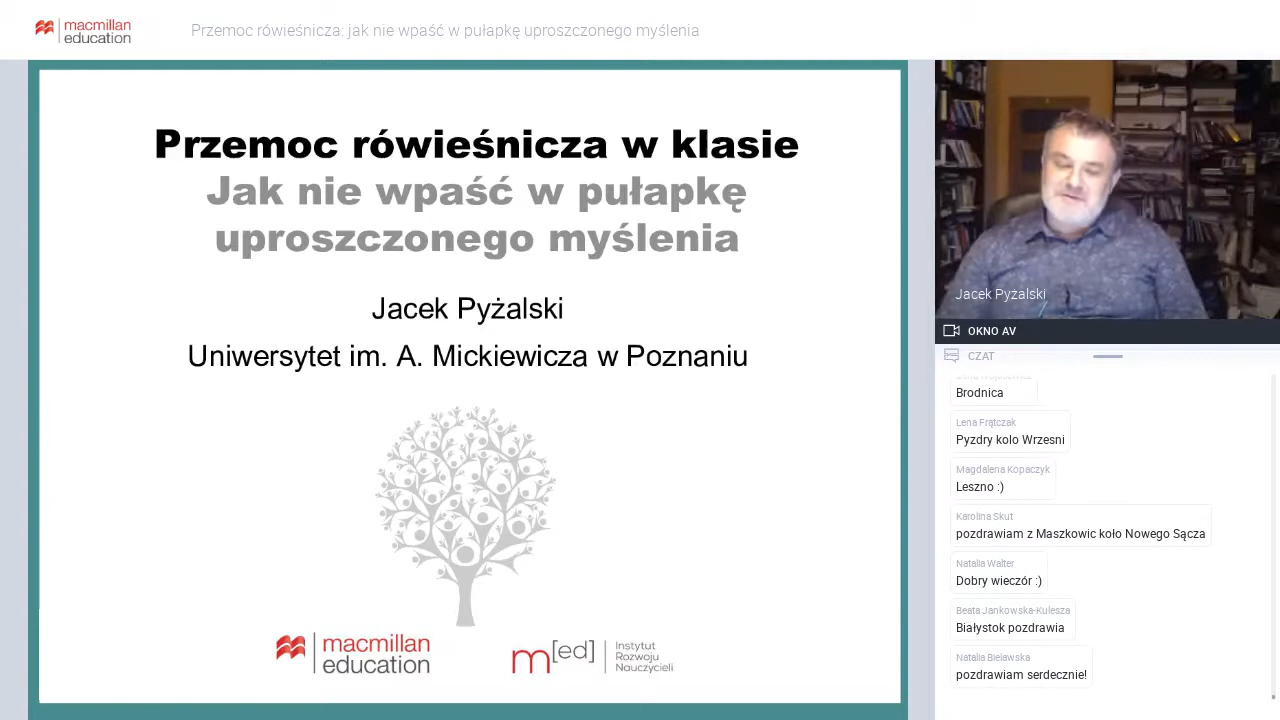 macmillan
education
Przemoc rówieśnicza: jak nie wpaść w pułapkę uproszczonego myślenia
Przemoc rówieśnicza w klasie
Jak nie wpaść w pułapkę
uproszczonego myślenia
Jacek Pyżalski
Uniwersytet im. A. Mickiewicza w Poznaniu
macmillan
education
m[ed]
Instytut
Rozwoju
Nauczycieli
Jacek Pyżalski
OKNO AV
CZAT
Brodnica
Lena Frątczak
Pyzdry kolo Wrzesni
Magdalena Kopaczyk
Leszno :)
Karolina Skut
pozdrawiam z Maszkowic koło Nowego Sącza
Natalia Walter
Dobry wieczór :)
Beata Jankowska-Kulesza
Białystok pozdrawia
Natalia Bielawska
pozdrawiam serdecznie!